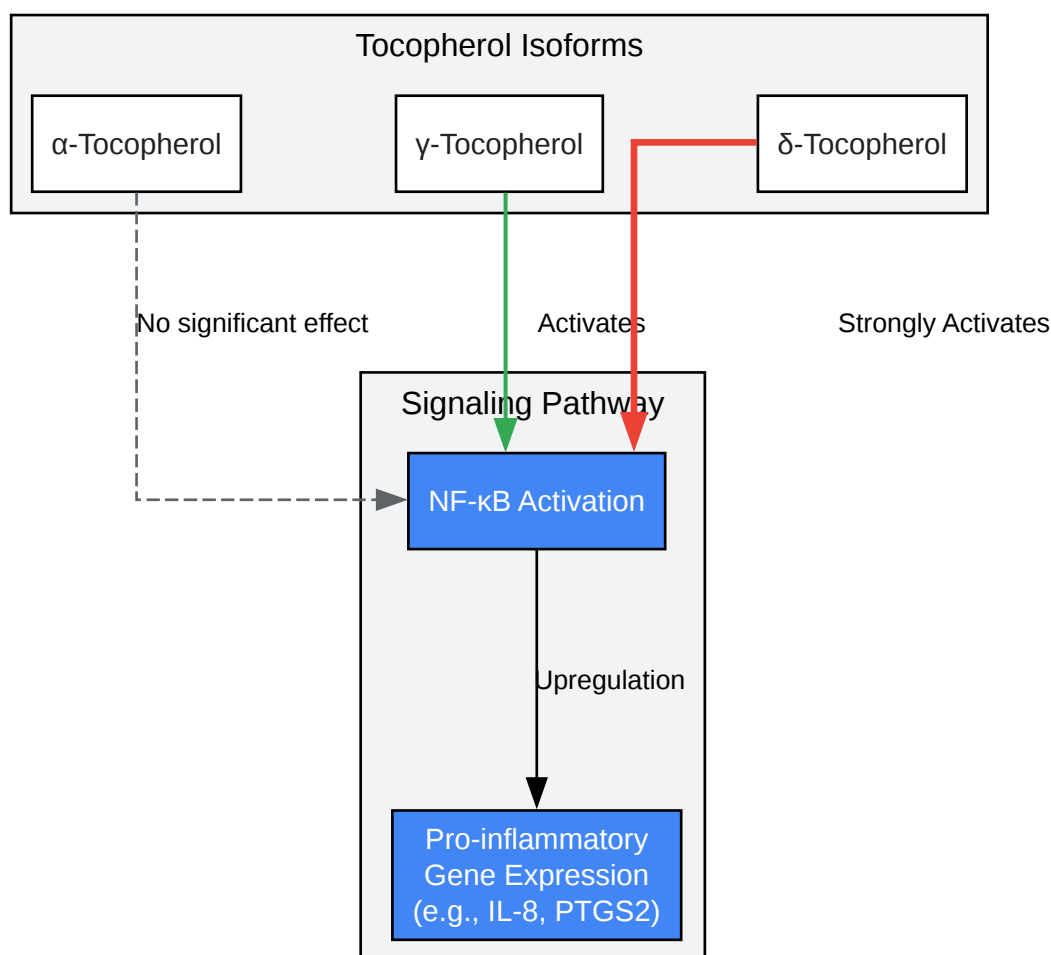 Tocopherol Isoforms
α-Tocopherol
γ-Tocopherol
δ-Tocopherol
No significant effect
Activates
Strongly Activates
Signaling Pathway
NF-κB Activation
Upregulation
Pro-inflammatory
Gene Expression
(e.g., IL-8, PTGS2)